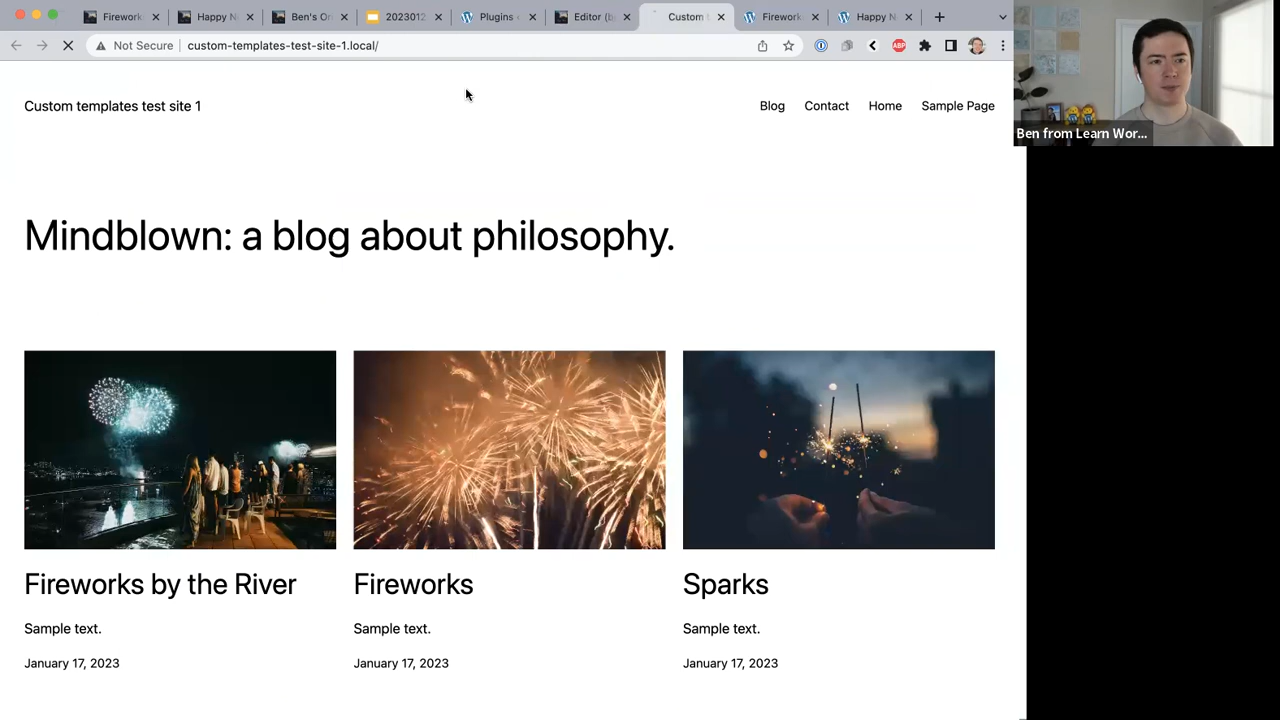 Firework Happy N Ben's On 2023012 Plugins Editor (b Custom t Firework Happy N
Not Secure custom-templates-test-site-1.local/
ABP
Ben from Learn Wor...
Custom templates test site 1
Blog Contact Home Sample Page
Mindblown: a blog about philosophy.
Fireworks by the River Fireworks Sparks
Sample text. Sample text. Sample text.
January 17, 2023 January 17, 2023 January 17, 2023